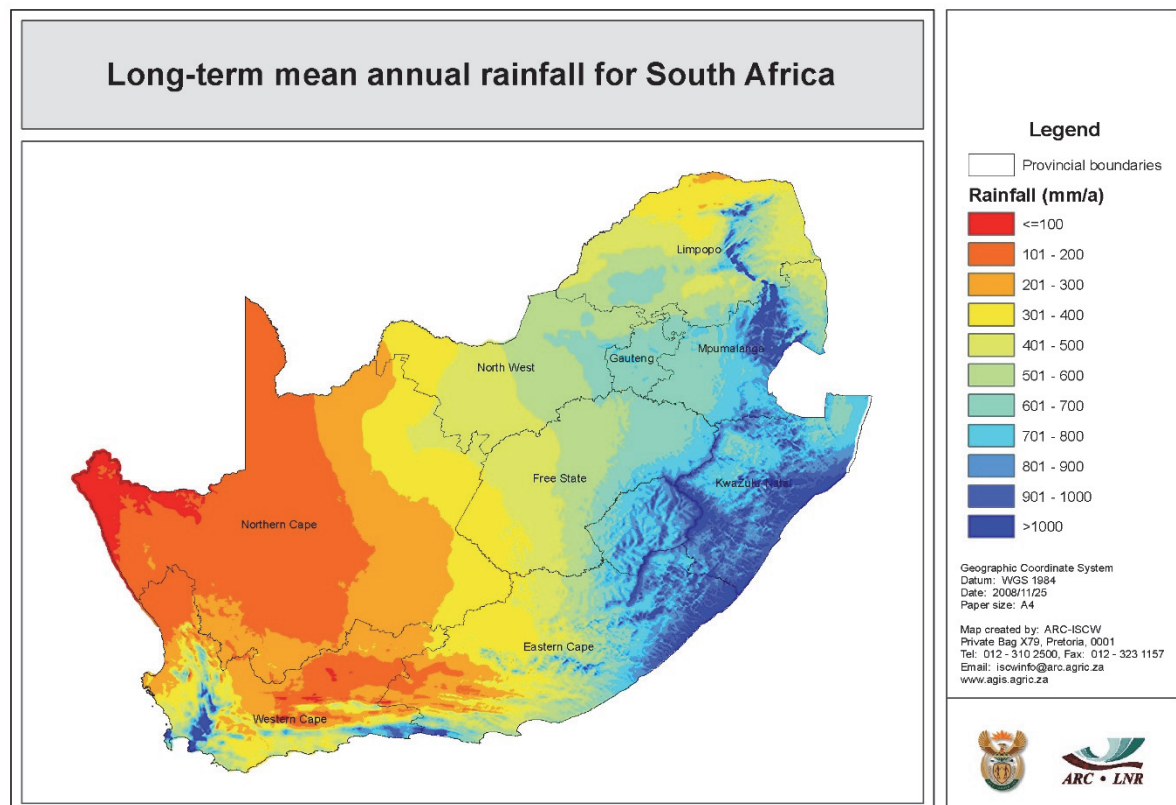 Long-term mean annual rainfall for South Africa
Limpopo
North West
Gauteng
Mpumalanga
Free State
KwaZulu-Natal
Northern Cape
Eastern Cape
Western Cape
Legend
Provincial boundaries
Rainfall (mm/a)
<=100
101 - 200
201 - 300
301 - 400
401 - 500
501 - 600
601 - 700
701 - 800
801 - 900
901 - 1000
>1000
Geographic Coordinate System
Datum: WGS 1984
Date: 2008/11/25
Paper size: A4
Map created by: ARC-ISCW
Private Bag X79, Pretoria, 0001
Tel: 012 - 310 2500, Fax: 012 - 323 1157
Email: iscwinfo@arc.agric.za
www.agis.agric.za
ARC • LNR